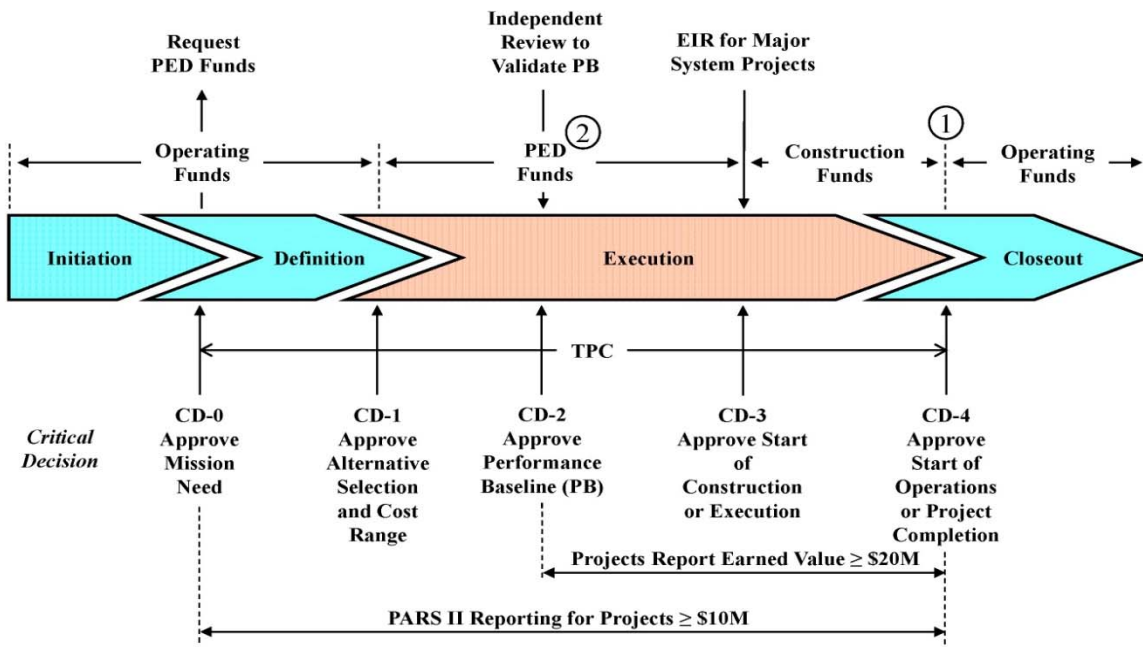 Request
PED Funds
Independent
Review to
Validate PB
EIR for Major
System Projects
Operating
Funds
PED
Funds
②
Construction
Funds
①
Operating
Funds
Initiation
Definition
Execution
Closeout
TPC
Critical
Decision
CD-0
Approve
Mission
Need
CD-1
Approve
Alternative
Selection
and Cost
Range
CD-2
Approve
Performance
Baseline (PB)
CD-3
Approve Start
of
Construction
or Execution
CD-4
Approve
Start of
Operations
or Project
Completion
Projects Report Earned Value ≥ $20M
PARS II Reporting for Projects ≥ $10M